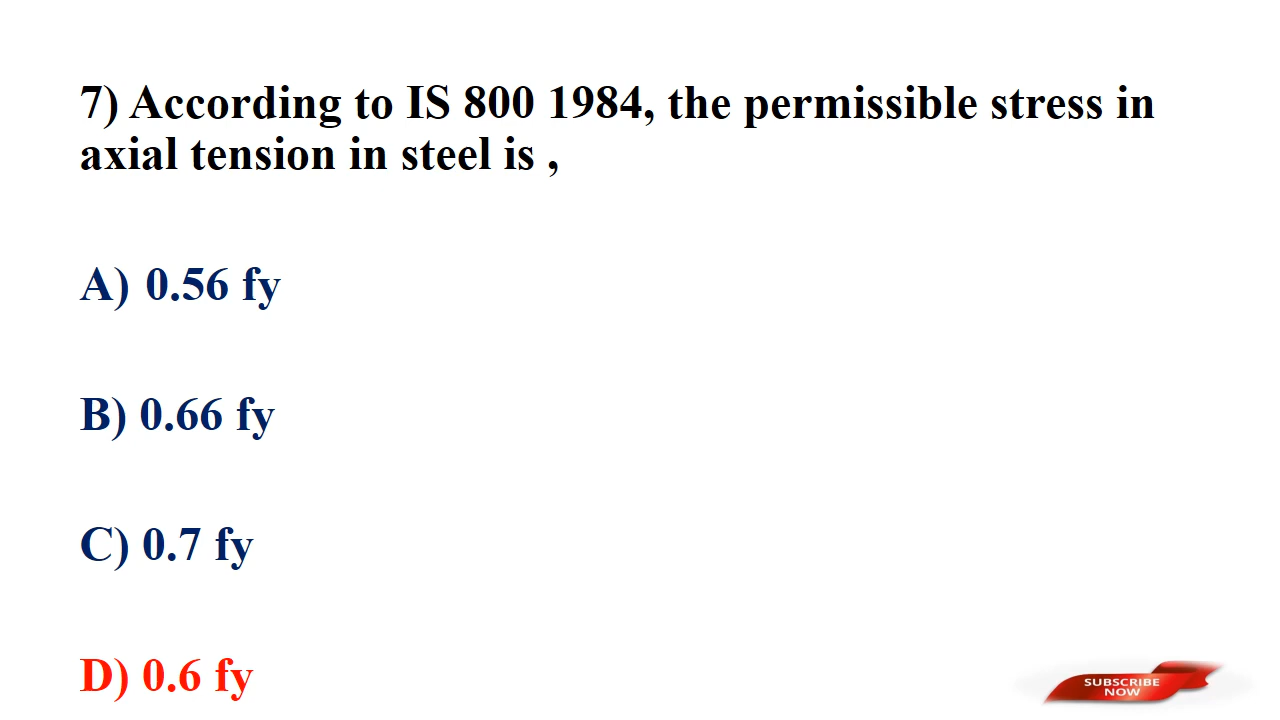 7) According to IS 800 1984, the permissible stress in
axial tension in steel is ,
A) 0.56 fy
B) 0.66 fy
C) 0.7 fy
D) 0.6 fy
SUBSCRIBE
NOW